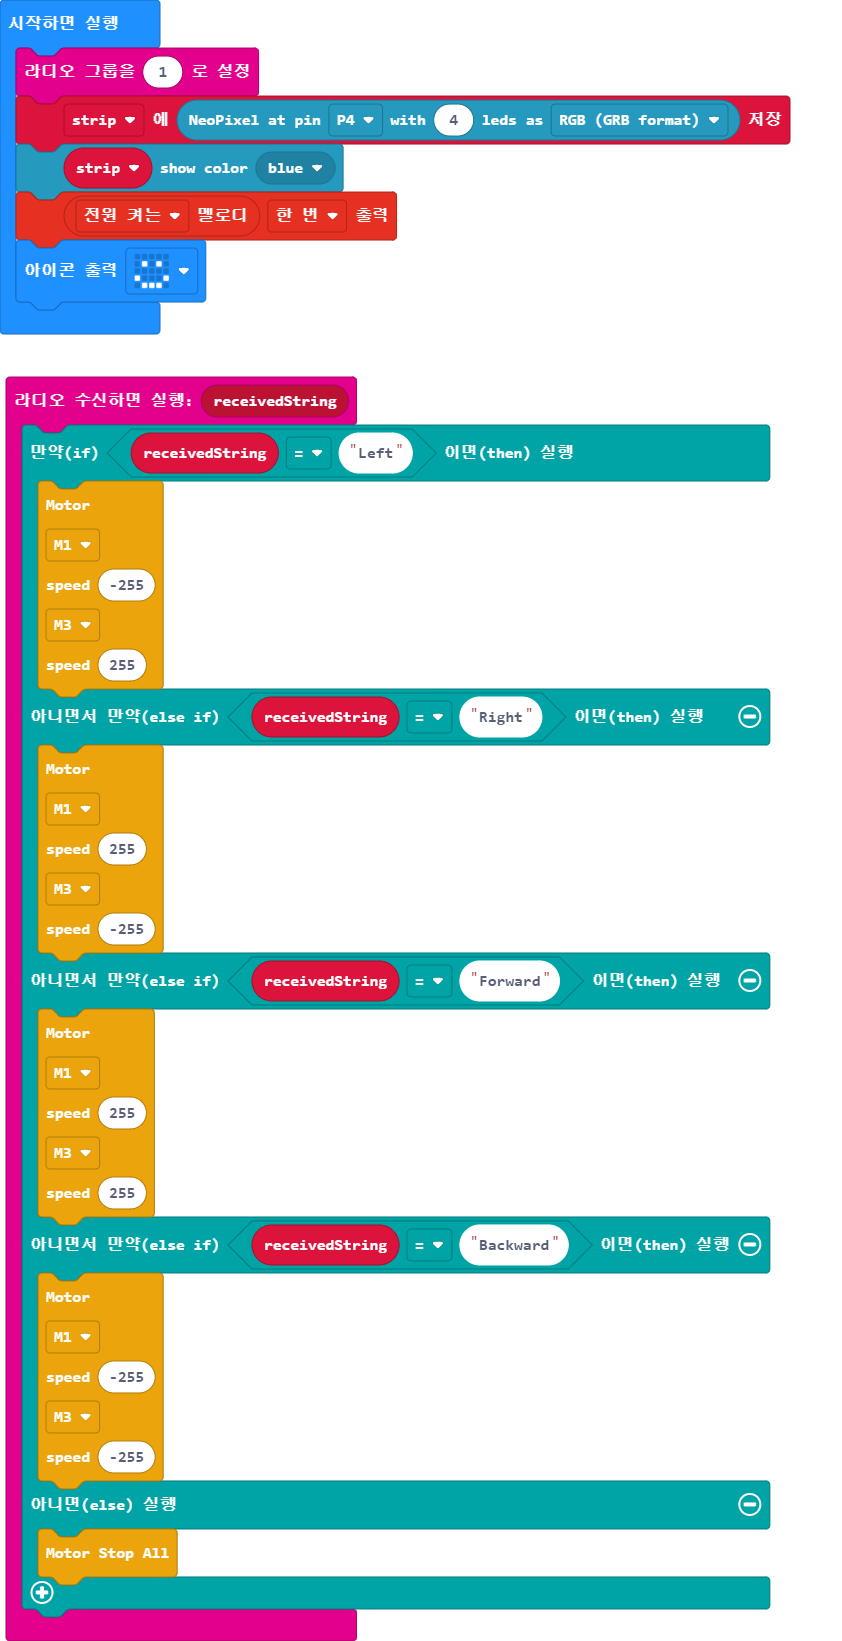 시작하면 실행
라디오 그룹을 1 로 설정
strip 에 NeoPixel at pin P4 with 4 leds as RGB (GRB format) 저장
strip show color blue
전원 켜는 멜로디 한 번 출력
아이콘 출력
라디오 수신하면 실행: receivedString
만약(if) receivedString = "Left" 이면(then) 실행
Motor
M1
speed -255
M3
speed 255
아니면서 만약(else if) receivedString = "Right" 이면(then) 실행
Motor
M1
speed 255
M3
speed -255
아니면서 만약(else if) receivedString = "Forward" 이면(then) 실행
Motor
M1
speed 255
M3
speed 255
아니면서 만약(else if) receivedString = "Backward" 이면(then) 실행
Motor
M1
speed -255
M3
speed -255
아니면(else) 실행
Motor Stop All